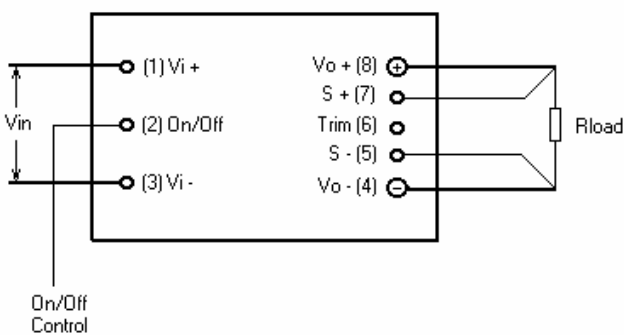 (1) Vi +
Vo + (8)
+
S + (7)
Vin
(2) On/Off
Trim (6)
Rload
S - (5)
(3) Vi -
Vo - (4)
−
On/Off
Control